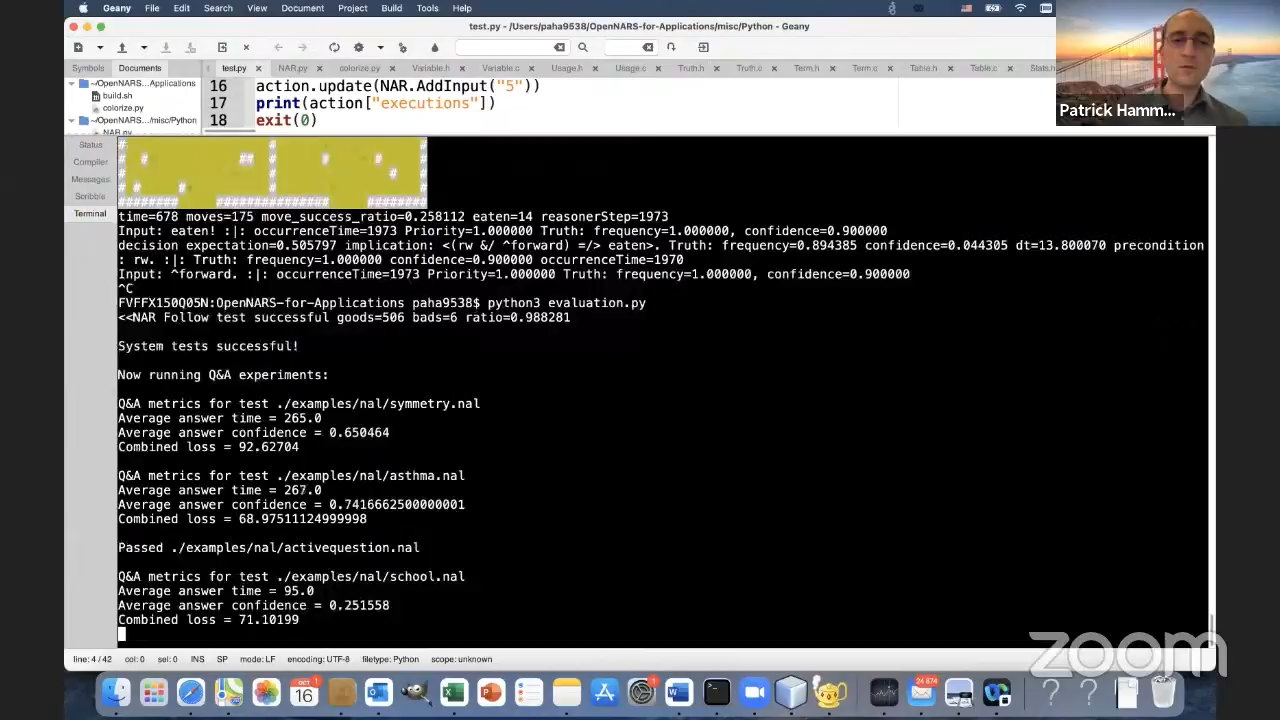 Geany File Edit Search View Document Project Build Tools Help
test.py - /Users/paha9538/OpenNARS-for-Applications/misc/Python - Geany
Symbols Documents test.py NAR.py colorize.py Variable.h Variable.c Usage.h Usage.c Truth.h Truth.c Term.h Term.c Table.h Table.c Stats.h
~/OpenNARS...Applications
build.sh
colorize.py
~/OpenNARS.../misc/Python
NAR.py
16 action.update(NAR.AddInput("5"))
17 print(action["executions"])
18 exit(0)
Patrick Hamm...
Status
Compiler
Messages
Scribble
Terminal
time=678 moves=175 move_success_ratio=0.258112 eaten=14 reasonerStep=1973
Input: eaten! :|: occurrenceTime=1973 Priority=1.000000 Truth: frequency=1.000000, confidence=0.900000
decision expectation=0.505797 implication: <(rw &/ ^forward) =/> eaten>. Truth: frequency=0.894385 confidence=0.044305 dt=13.800070 precondition
: rw. :|: Truth: frequency=1.000000 confidence=0.900000 occurrenceTime=1970
Input: ^forward. :|: occurrenceTime=1973 Priority=1.000000 Truth: frequency=1.000000, confidence=0.900000
^C
FVFFX150Q05N:OpenNARS-for-Applications paha9538$ python3 evaluation.py
<<NAR Follow test successful goods=506 bads=6 ratio=0.988281
System tests successful!
Now running Q&A experiments:
Q&A metrics for test ./examples/nal/symmetry.nal
Average answer time = 265.0
Average answer confidence = 0.650464
Combined loss = 92.62704
Q&A metrics for test ./examples/nal/asthma.nal
Average answer time = 267.0
Average answer confidence = 0.7416662500000001
Combined loss = 68.97511124999998
Passed ./examples/nal/activequestion.nal
Q&A metrics for test ./examples/nal/school.nal
Average answer time = 95.0
Average answer confidence = 0.251558
Combined loss = 71.10199
line: 4 / 42 col: 0 sel: 0 INS SP mode: LF encoding: UTF-8 filetype: Python scope: unknown
zoom
OCT
16
1
24 874